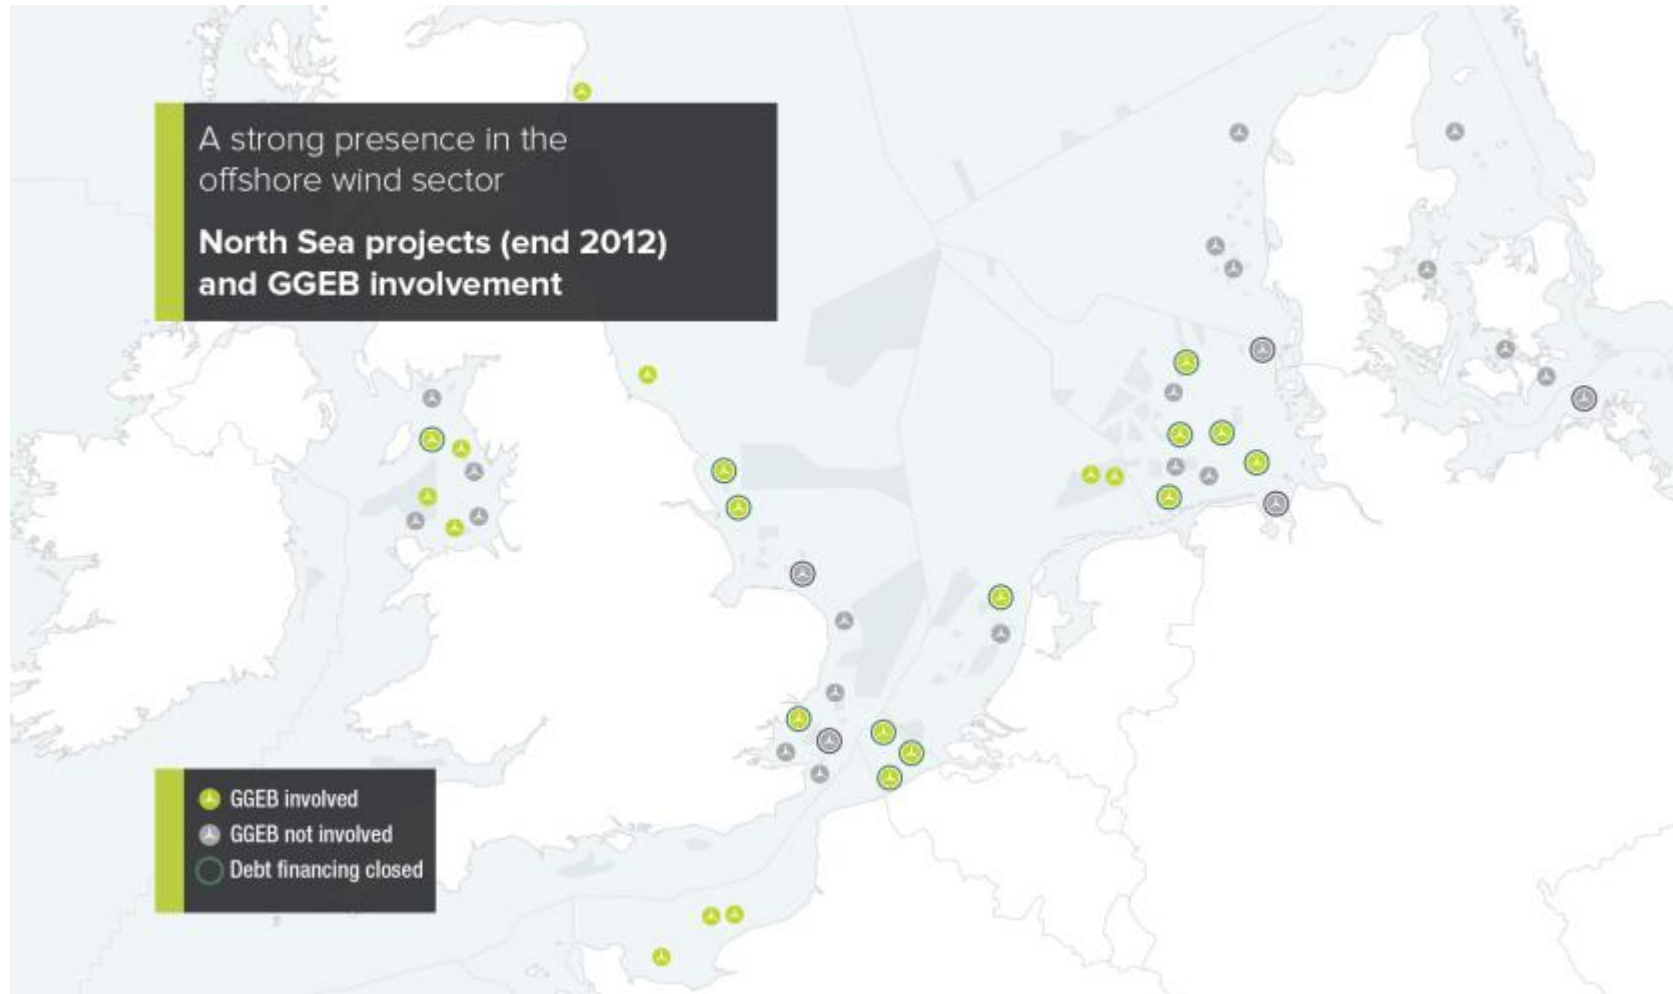 A strong presence in the
offshore wind sector
North Sea projects (end 2012)
and GGEB involvement
GGEB involved
GGEB not involved
Debt financing closed